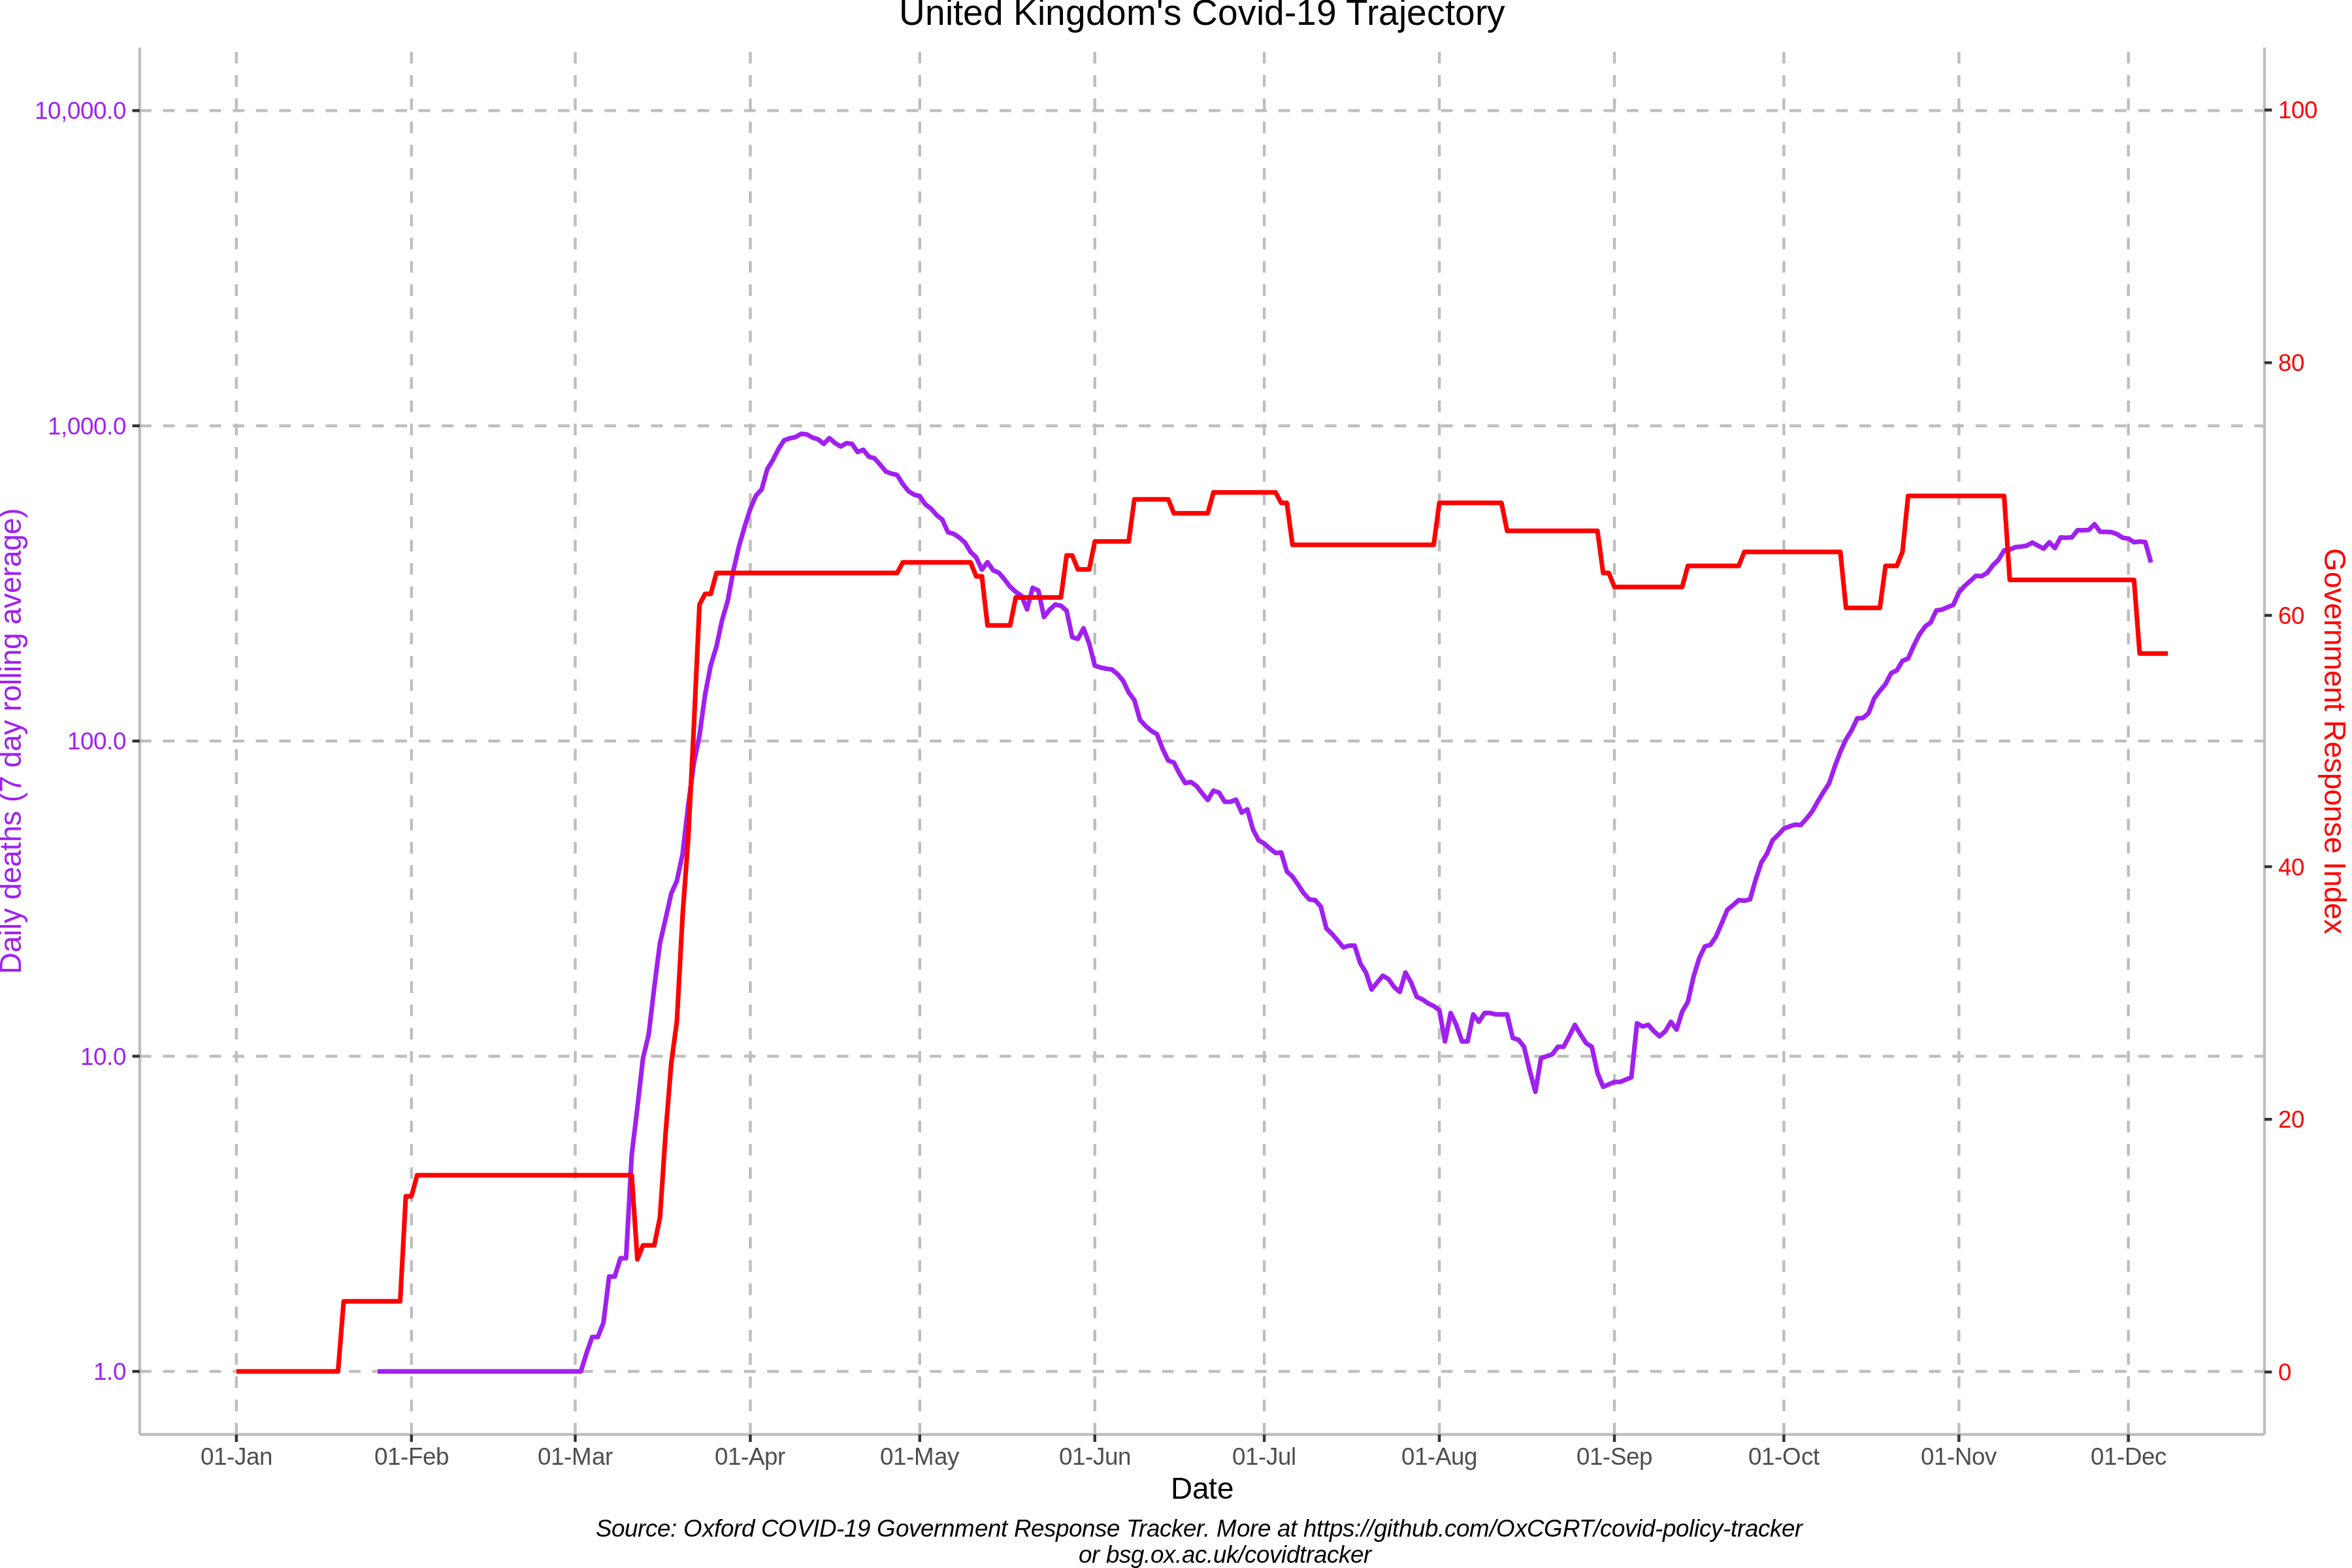 United Kingdom's Covid-19 Trajectory
10,000.0
1,000.0
100.0
10.0
1.0
Daily deaths (7 day rolling average)
100
80
60
40
20
0
Government Response Index
01-Jan 01-Feb 01-Mar 01-Apr 01-May 01-Jun 01-Jul 01-Aug 01-Sep 01-Oct 01-Nov 01-Dec
Date
Source: Oxford COVID-19 Government Response Tracker. More at https://github.com/OxCGRT/covid-policy-tracker
or bsg.ox.ac.uk/covidtracker